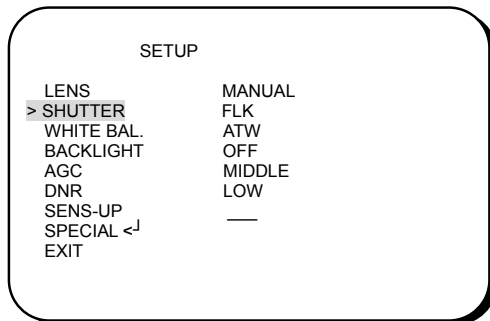 SETUP
LENS MANUAL
> SHUTTER FLK
WHITE BAL. ATW
BACKLIGHT OFF
AGC MIDDLE
DNR LOW
SENS-UP ___
SPECIAL <┘
EXIT